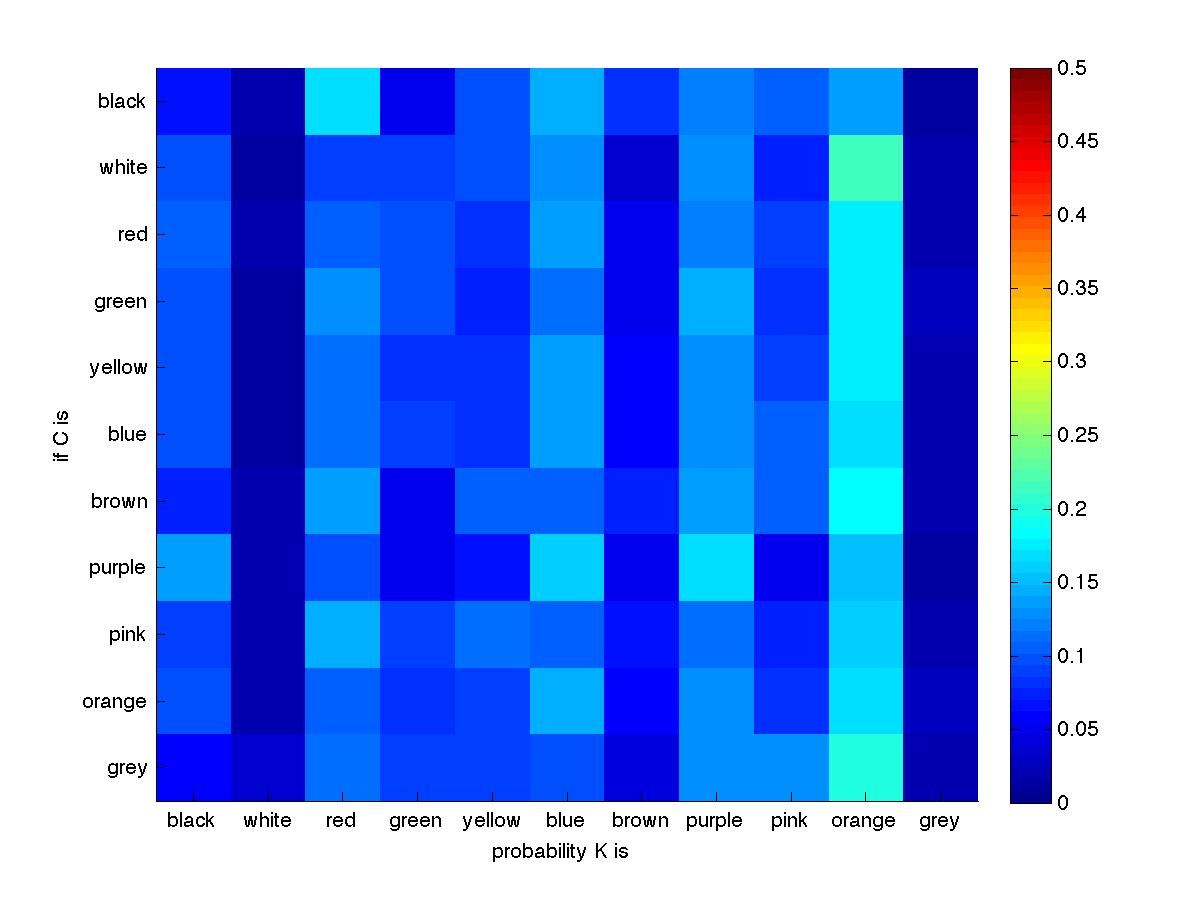 black
white
red
green
yellow
blue
brown
purple
pink
orange
grey
if C is
black white red green yellow blue brown purple pink orange grey
probability K is
0.5
0.45
0.4
0.35
0.3
0.25
0.2
0.15
0.1
0.05
0